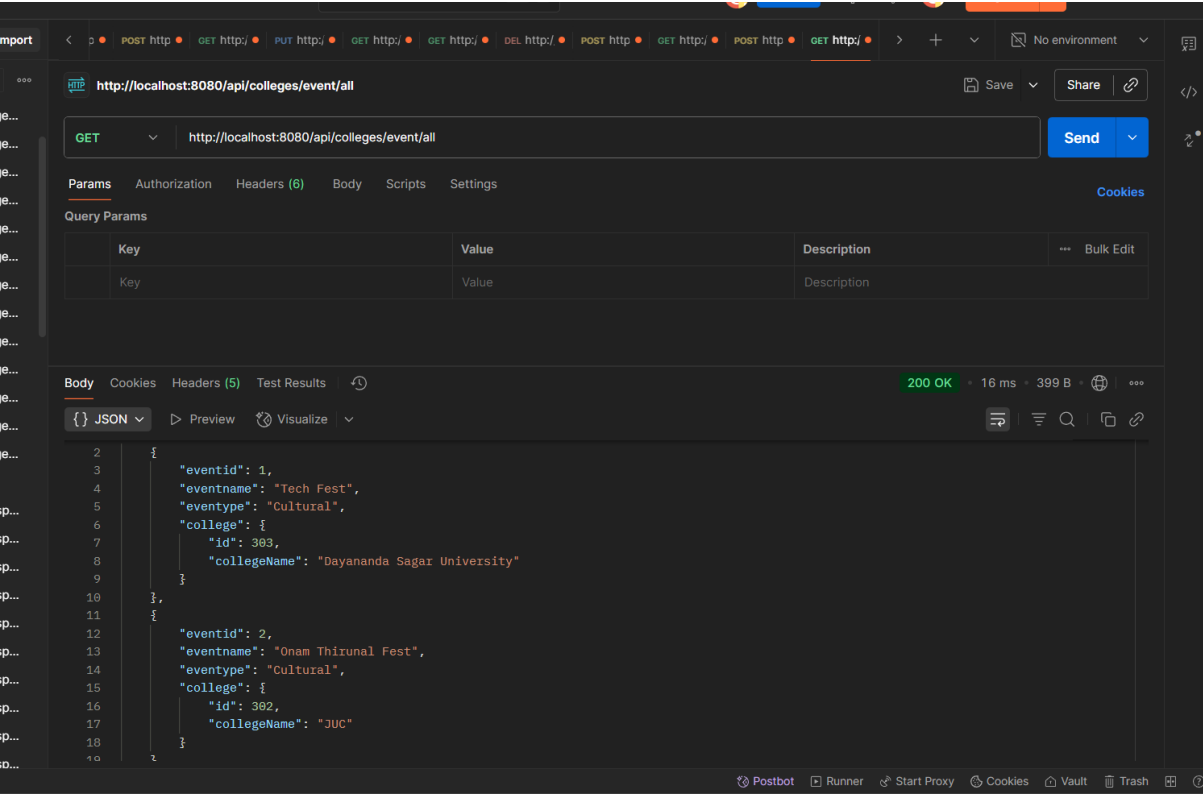 mport
POST http GET http:/ PUT http:/ GET http:/ GET http:/ DEL http:/ POST http GET http:/ POST http GET http:/ No environment
HTTP http://localhost:8080/api/colleges/event/all Save Share
GET http://localhost:8080/api/colleges/event/all Send
Params Authorization Headers (6) Body Scripts Settings Cookies
Query Params
Key Value Description Bulk Edit
Key Value Description
Body Cookies Headers (5) Test Results 200 OK 16 ms 399 B
{} JSON Preview Visualize
2 {
3 "eventid": 1,
4 "eventname": "Tech Fest",
5 "eventype": "Cultural",
6 "college": {
7 "id": 303,
8 "collegeName": "Dayananda Sagar University"
9 }
10 },
11 {
12 "eventid": 2,
13 "eventname": "Onam Thirunal Fest",
14 "eventype": "Cultural",
15 "college": {
16 "id": 302,
17 "collegeName": "JUC"
18 }
19 }
Postbot Runner Start Proxy Cookies Vault Trash